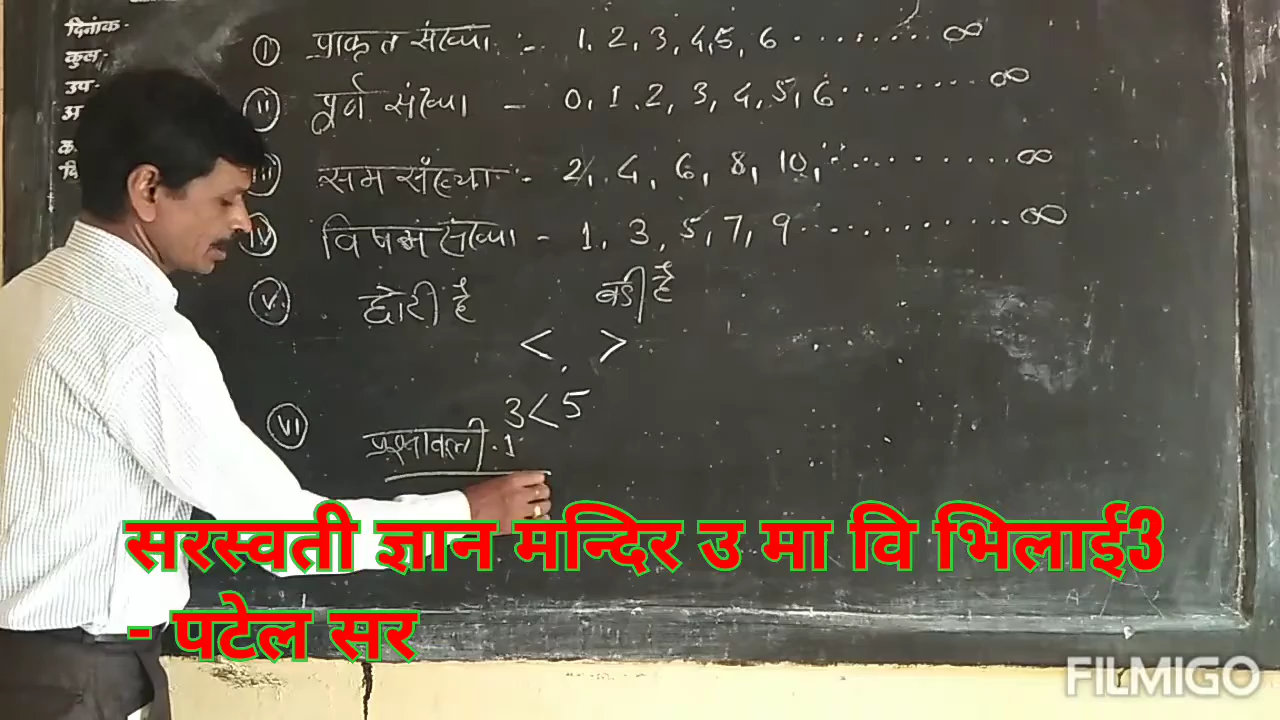 दिनांक-
कुल-
उप-
अ
क
वि
(i) प्राकृत संख्या :- 1, 2, 3, 4, 5, 6 ........ ∞
(ii) पूर्ण संख्या - 0, 1, 2, 3, 4, 5, 6 ........ ∞
(iii) सम संख्या - 2, 4, 6, 8, 10, ........... ∞
(iv) विषम संख्या - 1, 3, 5, 7, 9 ........... ∞
(v) छोटी है बड़ी है
< . >
3 < 5
(vi) प्रश्नावली . 1
सरस्वती ज्ञान मन्दिर उ मा वि भिलाई3
- पटेल सर
FILMIGO